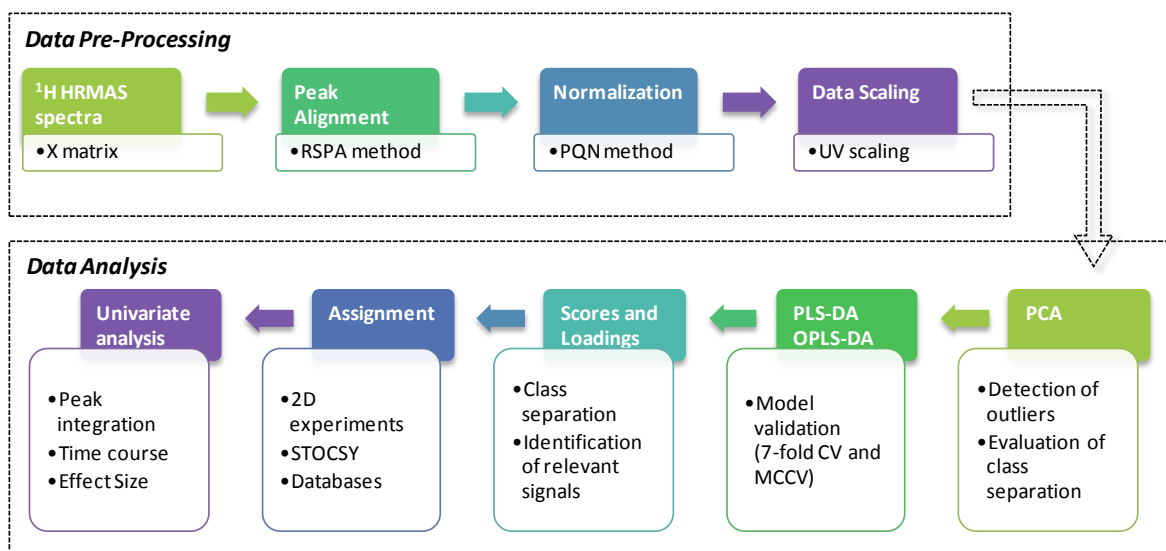 Data Pre-Processing
¹H HRMAS
spectra
•X matrix
Peak
Alignment
•RSPA method
Normalization
•PQN method
Data Scaling
•UV scaling
Data Analysis
Univariate
analysis
•Peak
integration
•Time course
•Effect Size
Assignment
•2D
experiments
•STOCSY
•Databases
Scores and
Loadings
•Class
separation
•Identification
of relevant
signals
PLS-DA
OPLS-DA
•Model
validation
(7-fold CV and
MCCV)
PCA
•Detection of
outliers
•Evaluation of
class
separation